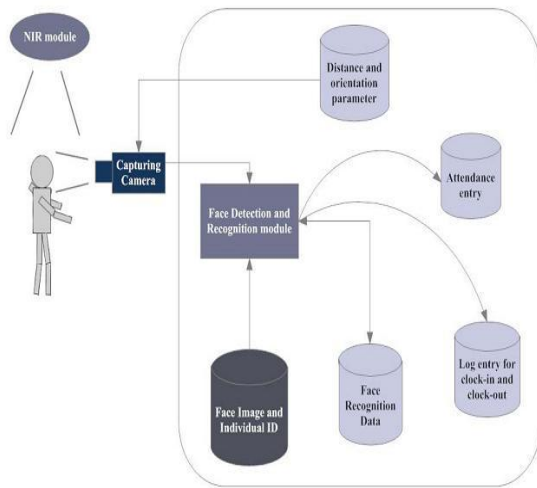 NIR module
Distance and
orientation
parameter
Capturing
Camera
Attendance
entry
Face Detection and
Recognition module
Face Image and
Individual ID
Face
Recognition
Data
Log entry for
clock-in and
clock-out